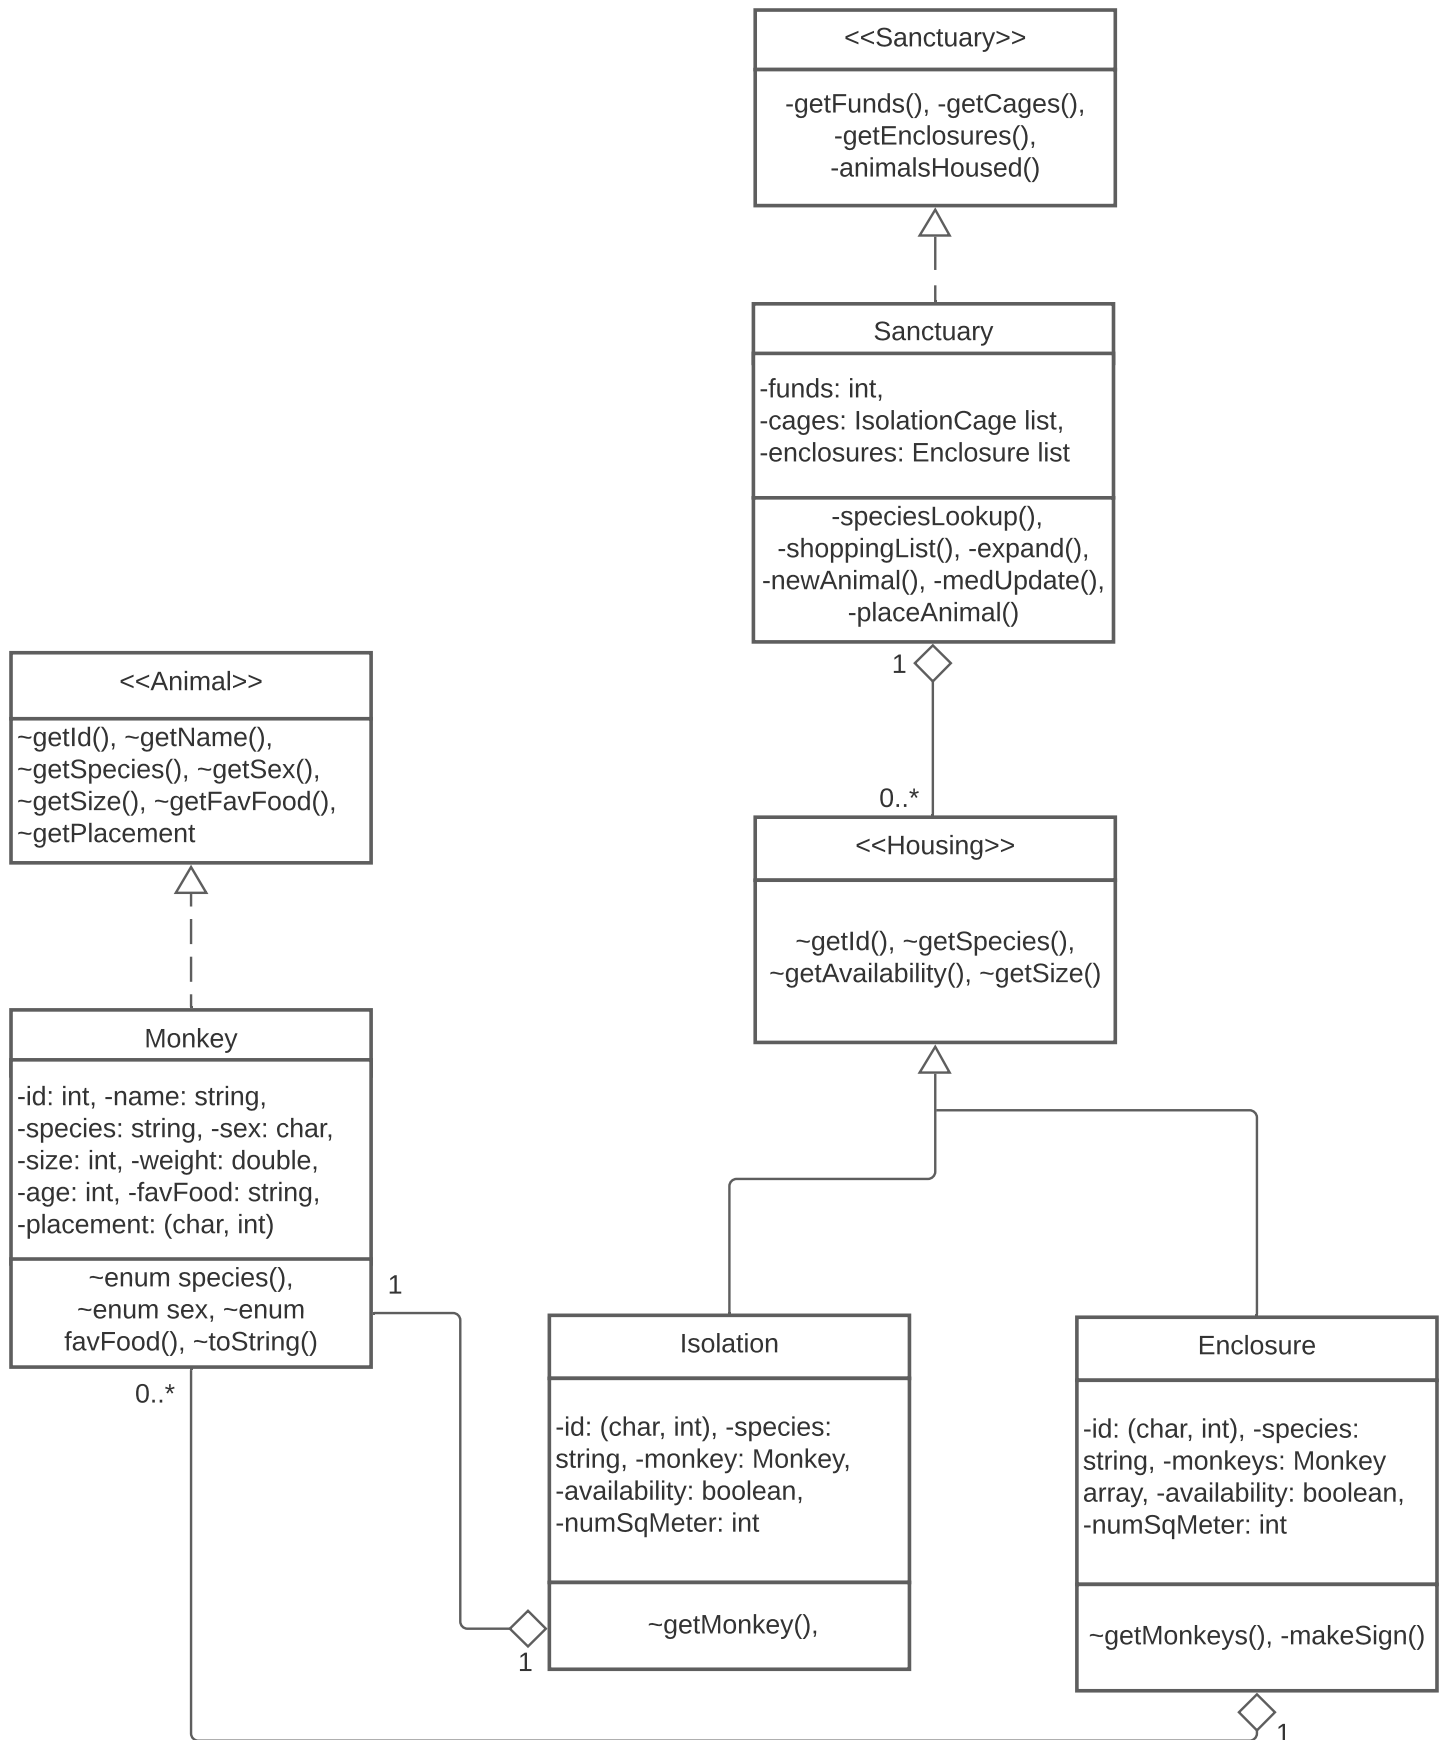 <<Sanctuary>>
-getFunds(), -getCages(),
-getEnclosures(),
-animalsHoused()
Sanctuary
-funds: int,
-cages: IsolationCage list,
-enclosures: Enclosure list
-speciesLookup(),
-shoppingList(), -expand(),
-newAnimal(), -medUpdate(),
-placeAnimal()
1
0..*
<<Animal>>
~getId(), ~getName(),
~getSpecies(), ~getSex(),
~getSize(), ~getFavFood(),
~getPlacement
<<Housing>>
~getId(), ~getSpecies(),
~getAvailability(), ~getSize()
Monkey
-id: int, -name: string,
-species: string, -sex: char,
-size: int, -weight: double,
-age: int, -favFood: string,
-placement: (char, int)
~enum species(),
~enum sex, ~enum
favFood(), ~toString()
1
0..*
Isolation
-id: (char, int), -species:
string, -monkey: Monkey,
-availability: boolean,
-numSqMeter: int
~getMonkey(),
1
Enclosure
-id: (char, int), -species:
string, -monkeys: Monkey
array, -availability: boolean,
-numSqMeter: int
~getMonkeys(), -makeSign()
1